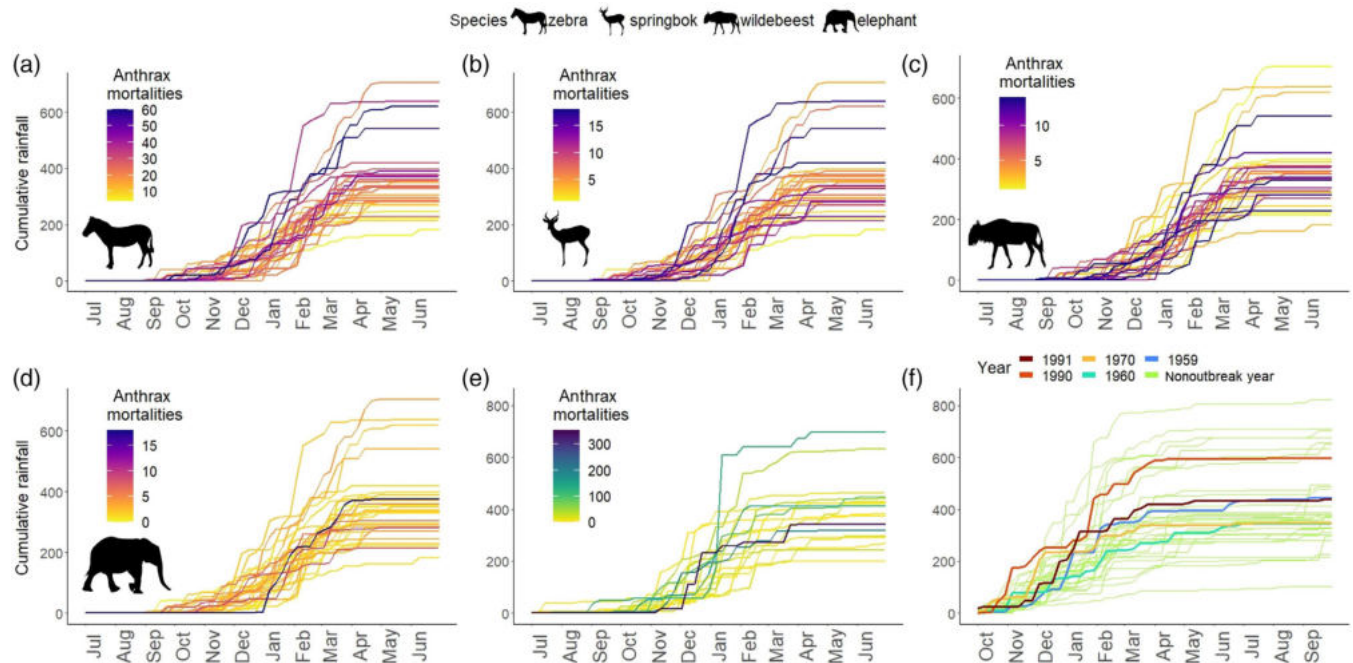 Species zebra springbok wildebeest elephant
(a)
Anthrax
mortalities
60
50
40
30
20
10
Cumulative rainfall
600
400
200
0
Jul Aug Sep Oct Nov Dec Jan Feb Mar Apr May Jun
(b)
Anthrax
mortalities
15
10
5
600
400
200
0
Jul Aug Sep Oct Nov Dec Jan Feb Mar Apr May Jun
(c)
Anthrax
mortalities
10
5
600
400
200
0
Jul Aug Sep Oct Nov Dec Jan Feb Mar Apr May Jun
(d)
Anthrax
mortalities
15
10
5
0
Cumulative rainfall
600
400
200
0
Jul Aug Sep Oct Nov Dec Jan Feb Mar Apr May Jun
(e)
Anthrax
mortalities
300
200
100
0
800
600
400
200
0
Jul Aug Sep Oct Nov Dec Jan Feb Mar Apr May Jun
(f)
Year 1991 1970 1959
1990 1960 Nonoutbreak year
800
600
400
200
0
Oct Nov Dec Jan Feb Mar Apr May Jun Jul Aug Sep